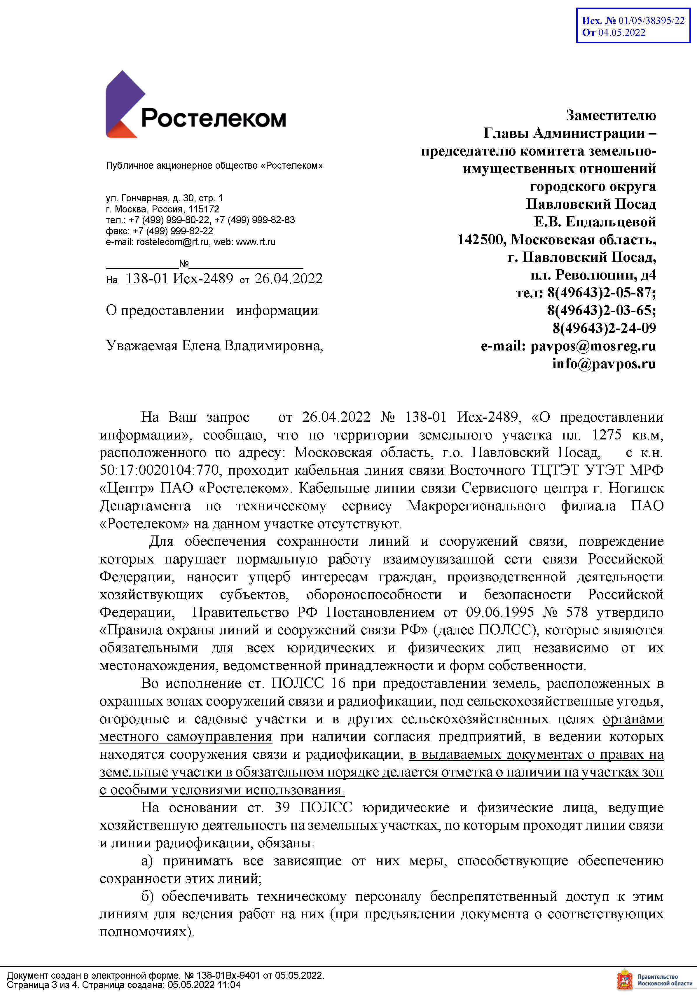 Исх. № 01/05/38395/22
От 04.05.2022
Ростелеком
Публичное акционерное общество «Ростелеком»
ул. Гончарная, д. 30, стр. 1
г. Москва, Россия, 115172
тел.: +7 (499) 999-80-22, +7 (499) 999-82-83
факс: +7 (499) 999-82-22
e-mail: rostelecom@rt.ru, web: www.rt.ru
____________№___________________
На 138-01 Исх-2489 от 26.04.2022
О предоставлении информации
Уважаемая Елена Владимировна,
Заместителю
Главы Администрации –
председателю комитета земельно-
имущественных отношений
городского округа
Павловский Посад
Е.В. Ендальцевой
142500, Московская область,
г. Павловский Посад,
пл. Революции, д4
тел: 8(49643)2-05-87;
8(49643)2-03-65;
8(49643)2-24-09
e-mail: pavpos@mosreg.ru
info@pavpos.ru
На Ваш запрос от 26.04.2022 № 138-01 Исх-2489, «О предоставлении
информации», сообщаю, что по территории земельного участка пл. 1275 кв.м,
расположенного по адресу: Московская область, г.о. Павловский Посад, с к.н.
50:17:0020104:770, проходит кабельная линия связи Восточного ТЦТЭТ УТЭТ МРФ
«Центр» ПАО «Ростелеком». Кабельные линии связи Сервисного центра г. Ногинск
Департамента по техническому сервису Макрорегионального филиала ПАО
«Ростелеком» на данном участке отсутствуют.
Для обеспечения сохранности линий и сооружений связи, повреждение
которых нарушает нормальную работу взаимоувязанной сети связи Российской
Федерации, наносит ущерб интересам граждан, производственной деятельности
хозяйствующих субъектов, обороноспособности и безопасности Российской
Федерации, Правительство РФ Постановлением от 09.06.1995 № 578 утвердило
«Правила охраны линий и сооружений связи РФ» (далее ПОЛСС), которые являются
обязательными для всех юридических и физических лиц независимо от их
местонахождения, ведомственной принадлежности и форм собственности.
Во исполнение ст. ПОЛСС 16 при предоставлении земель, расположенных в
охранных зонах сооружений связи и радиофикации, под сельскохозяйственные угодья,
огородные и садовые участки и в других сельскохозяйственных целях органами
местного самоуправления при наличии согласия предприятий, в ведении которых
находятся сооружения связи и радиофикации, в выдаваемых документах о правах на
земельные участки в обязательном порядке делается отметка о наличии на участках зон
с особыми условиями использования.
На основании ст. 39 ПОЛСС юридические и физические лица, ведущие
хозяйственную деятельность на земельных участках, по которым проходят линии связи
и линии радиофикации, обязаны:
а) принимать все зависящие от них меры, способствующие обеспечению
сохранности этих линий;
б) обеспечивать техническому персоналу беспрепятственный доступ к этим
линиям для ведения работ на них (при предъявлении документа о соответствующих
полномочиях).
Документ создан в электронной форме. № 138-01Вх-9401 от 05.05.2022.
Страница 3 из 4. Страница создана: 05.05.2022 11:04
Правительство
Московской области